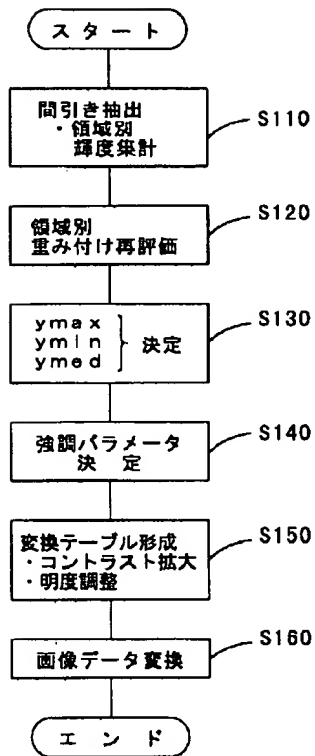 スタート
間引き抽出
・領域別
輝度集計
S110
領域別
重み付け再評価
S120
ymax
ymin
ymed
決定
S130
強調パラメータ
決定
S140
変換テーブル形成
・コントラスト拡大
・明度調整
S150
画像データ変換
S160
エンド